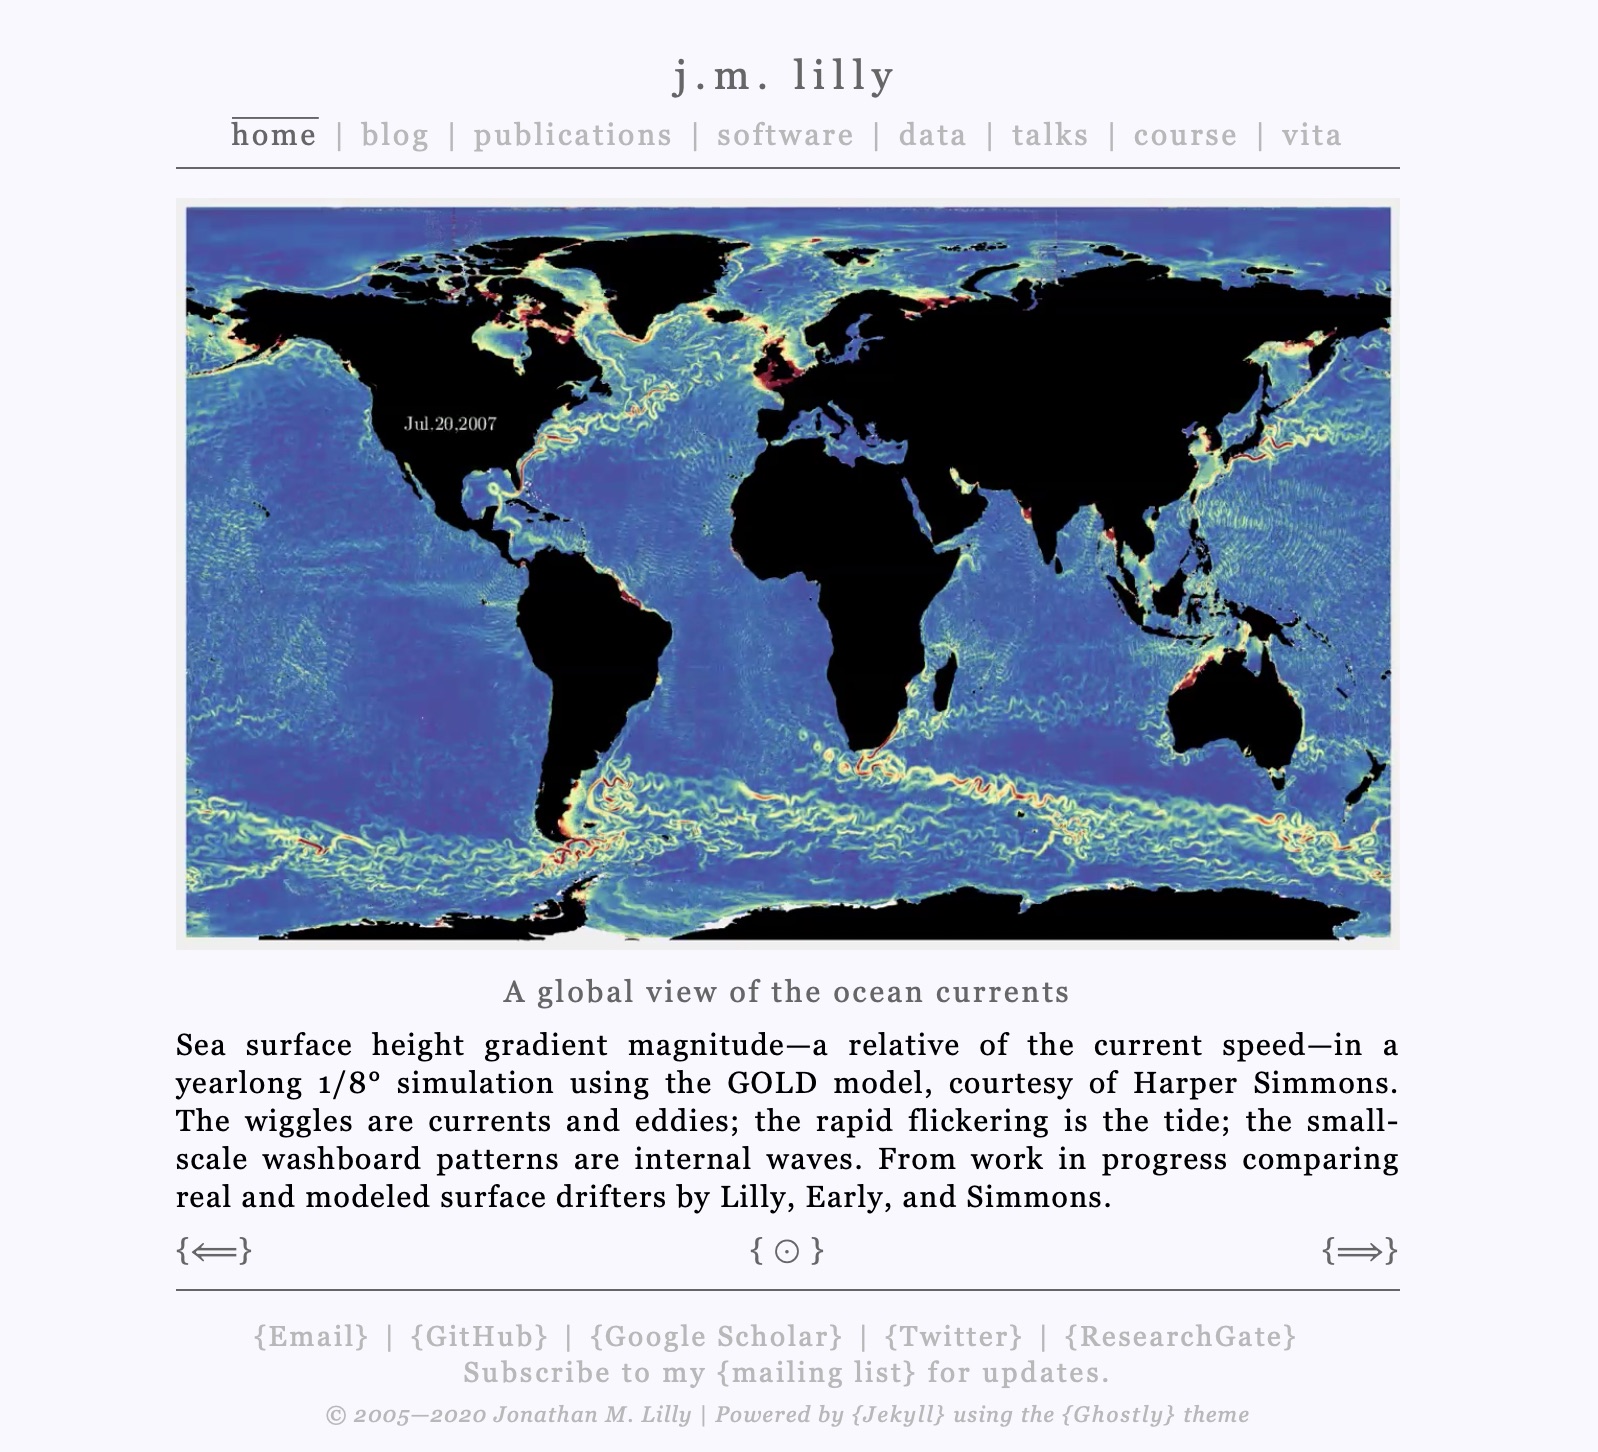 j.m. lilly
home | blog | publications | software | data | talks | course | vita
Jul.20,2007
A global view of the ocean currents
Sea surface height gradient magnitude—a relative of the current speed—in a
yearlong 1/8º simulation using the GOLD model, courtesy of Harper Simmons.
The wiggles are currents and eddies; the rapid flickering is the tide; the small-
scale washboard patterns are internal waves. From work in progress comparing
real and modeled surface drifters by Lilly, Early, and Simmons.
{⟸} { ⊙ } {⟹}
{Email} | {GitHub} | {Google Scholar} | {Twitter} | {ResearchGate}
Subscribe to my {mailing list} for updates.
© 2005—2020 Jonathan M. Lilly | Powered by {Jekyll} using the {Ghostly} theme